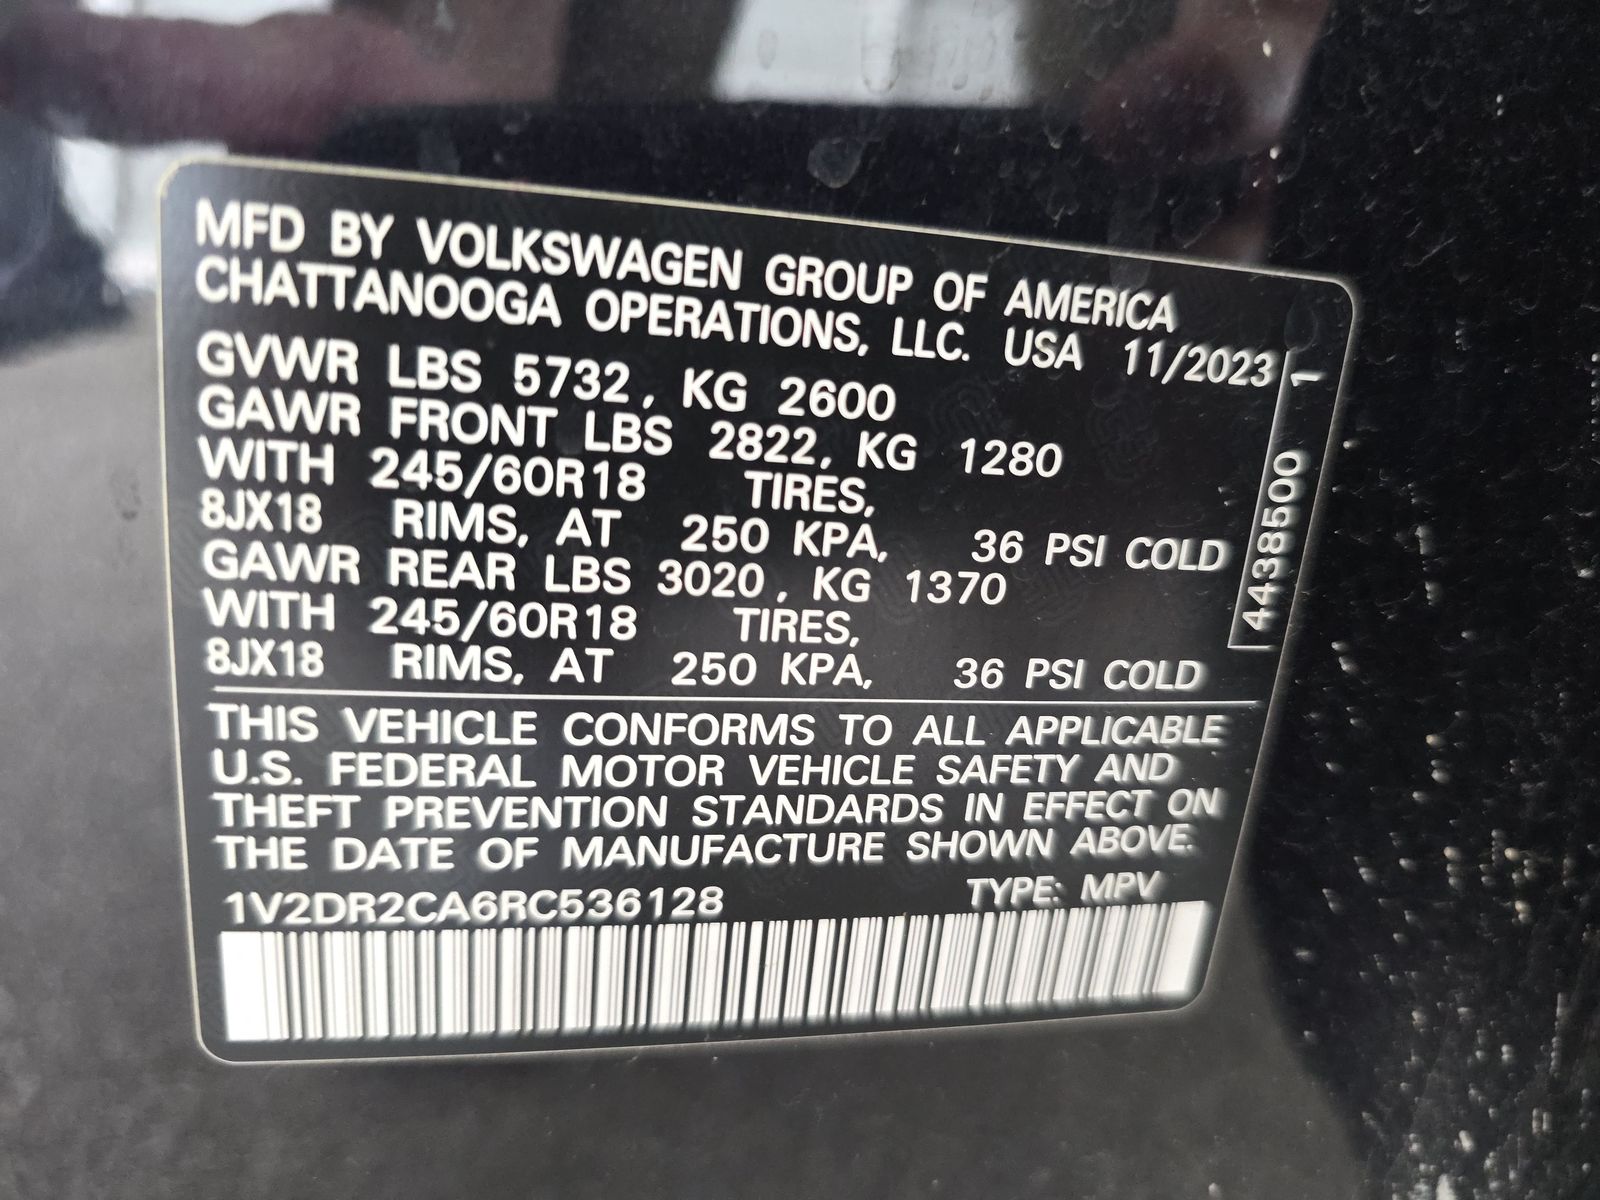 MFD BY VOLKSWAGEN GROUP OF AMERICA
CHATTANOOGA OPERATIONS, LLC. USA 11/2023
GVWR LBS 5732, KG 2600
GAWR FRONT LBS 2822, KG 1280
WITH 245/60R18 TIRES,
8JX18 RIMS, AT 250 KPA, 36 PSI COLD
GAWR REAR LBS 3020, KG 1370
WITH 245/60R18 TIRES,
8JX18 RIMS, AT 250 KPA, 36 PSI COLD
4438500 1
THIS VEHICLE CONFORMS TO ALL APPLICABLE
U.S. FEDERAL MOTOR VEHICLE SAFETY AND
THEFT PREVENTION STANDARDS IN EFFECT ON
THE DATE OF MANUFACTURE SHOWN ABOVE.
1V2DR2CA6RC536128 TYPE: MPV